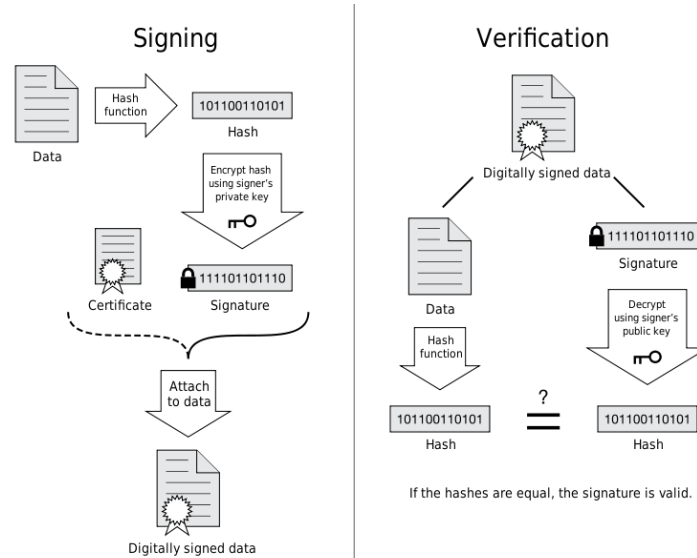 Signing
Hash
function
101100110101
Hash
Data
Encrypt hash
using signer's
private key
111101101110
Certificate
Signature
Attach
to data
Digitally signed data
Verification
Digitally signed data
111101101110
Signature
Data
Decrypt
using signer's
public key
Hash
function
?
101100110101
101100110101
Hash
Hash
If the hashes are equal, the signature is valid.